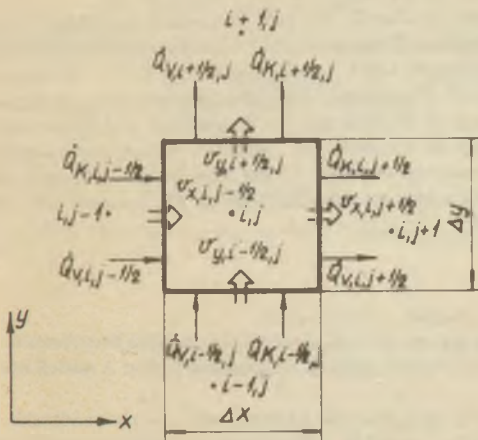 i+1,j
Q̇v,i+1/2,j Q̇K,i+1/2,j
Q̇K,i,j-1/2 vy,i+1/2,j Q̇K,i,j+1/2
vx,i,j-1/2 vx,i,j+1/2
i,j-1 i,j i,j+1 Δy
vy,i-1/2,j
Q̇v,i,j-1/2 Q̇v,i,j+1/2
Q̇v,i-1/2,j Q̇K,i-1/2,j
y i-1,j
x Δx